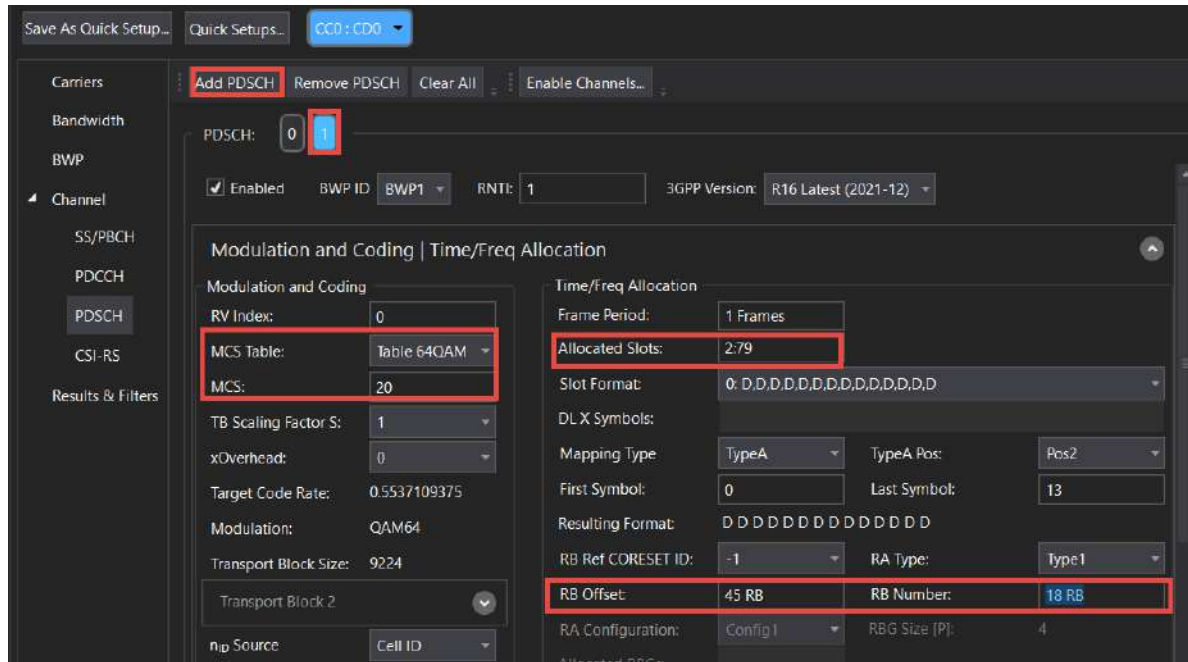 Save As Quick Setup... Quick Setups... CC0 : CD0
Carriers
Bandwidth
BWP
Channel
SS/PBCH
PDCCH
PDSCH
CSI-RS
Results & Filters
Add PDSCH Remove PDSCH Clear All Enable Channels...
PDSCH: 0 1
Enabled BWP ID BWP1 RNTI: 1 3GPP Version: R16 Latest (2021-12)
Modulation and Coding | Time/Freq Allocation
Modulation and Coding
RV Index: 0
MCS Table: Table 64QAM
MCS: 20
TB Scaling Factor S: 1
xOverhead: 0
Target Code Rate: 0.5537109375
Modulation: QAM64
Transport Block Size: 9224
Transport Block 2
nID Source Cell ID
Time/Freq Allocation
Frame Period: 1 Frames
Allocated Slots: 2:79
Slot Format: 0: D,D,D,D,D,D,D,D,D,D,D,D,D,D
DL X Symbols:
Mapping Type TypeA TypeA Pos: Pos2
First Symbol: 0 Last Symbol: 13
Resulting Format: D D D D D D D D D D D D D D
RB Ref CORESET ID: -1 RA Type: Type1
RB Offset: 45 RB RB Number: 18 RB
RA Configuration: Config1 RBG Size [P]: 4